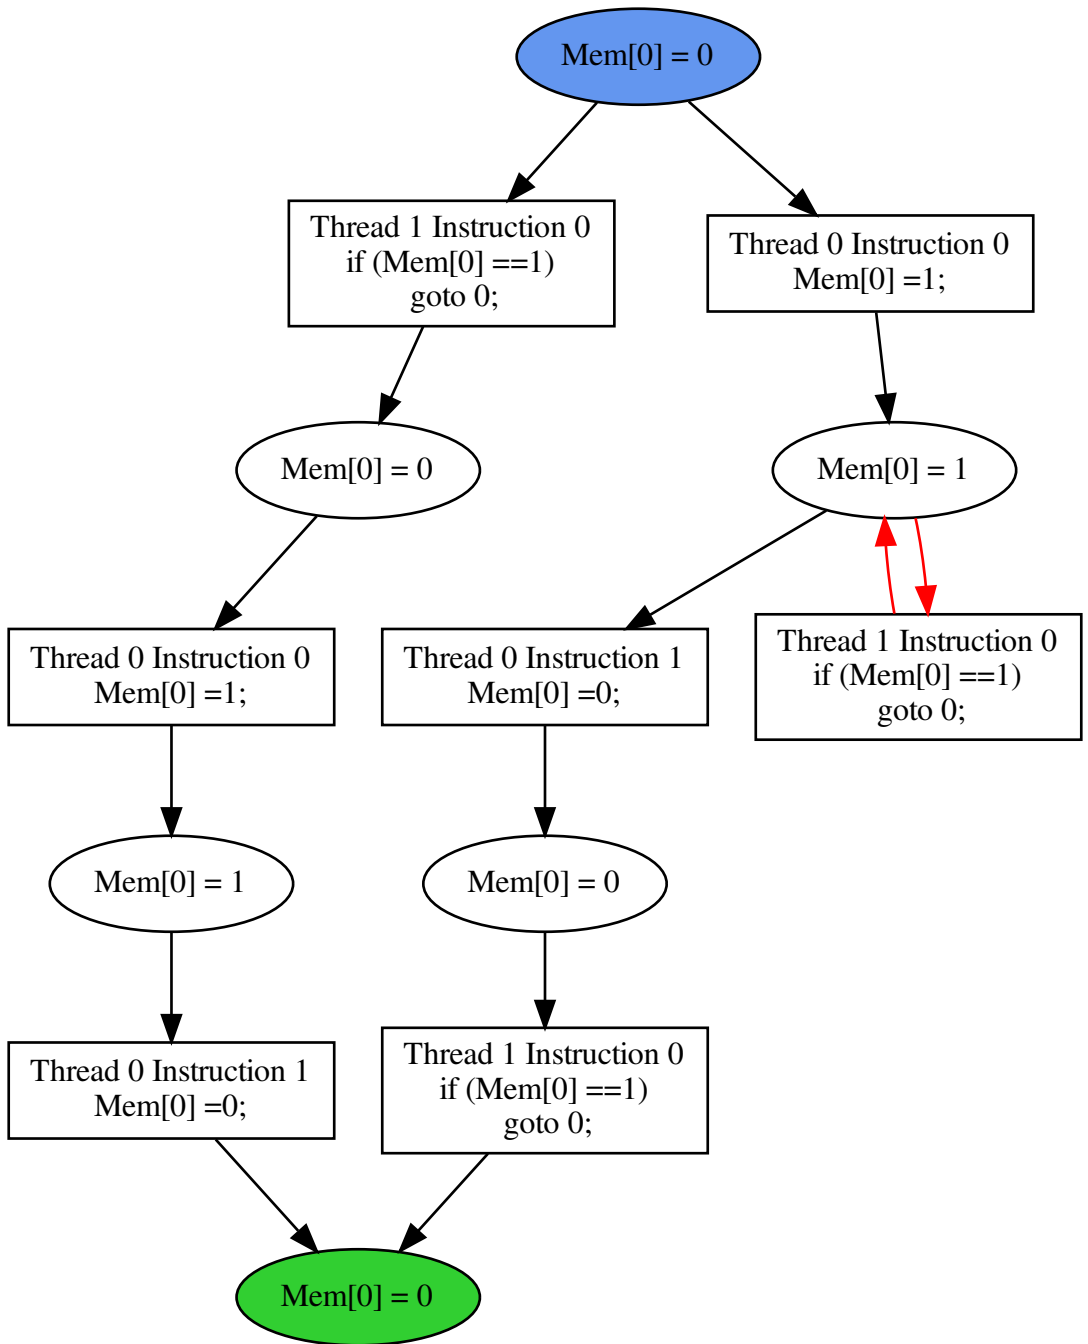 Mem[0] = 0
Thread 1 Instruction 0
if (Mem[0] ==1)
goto 0;
Thread 0 Instruction 0
Mem[0] =1;
Mem[0] = 0
Mem[0] = 1
Thread 0 Instruction 0
Mem[0] =1;
Thread 0 Instruction 1
Mem[0] =0;
Thread 1 Instruction 0
if (Mem[0] ==1)
goto 0;
Mem[0] = 1
Mem[0] = 0
Thread 0 Instruction 1
Mem[0] =0;
Thread 1 Instruction 0
if (Mem[0] ==1)
goto 0;
Mem[0] = 0